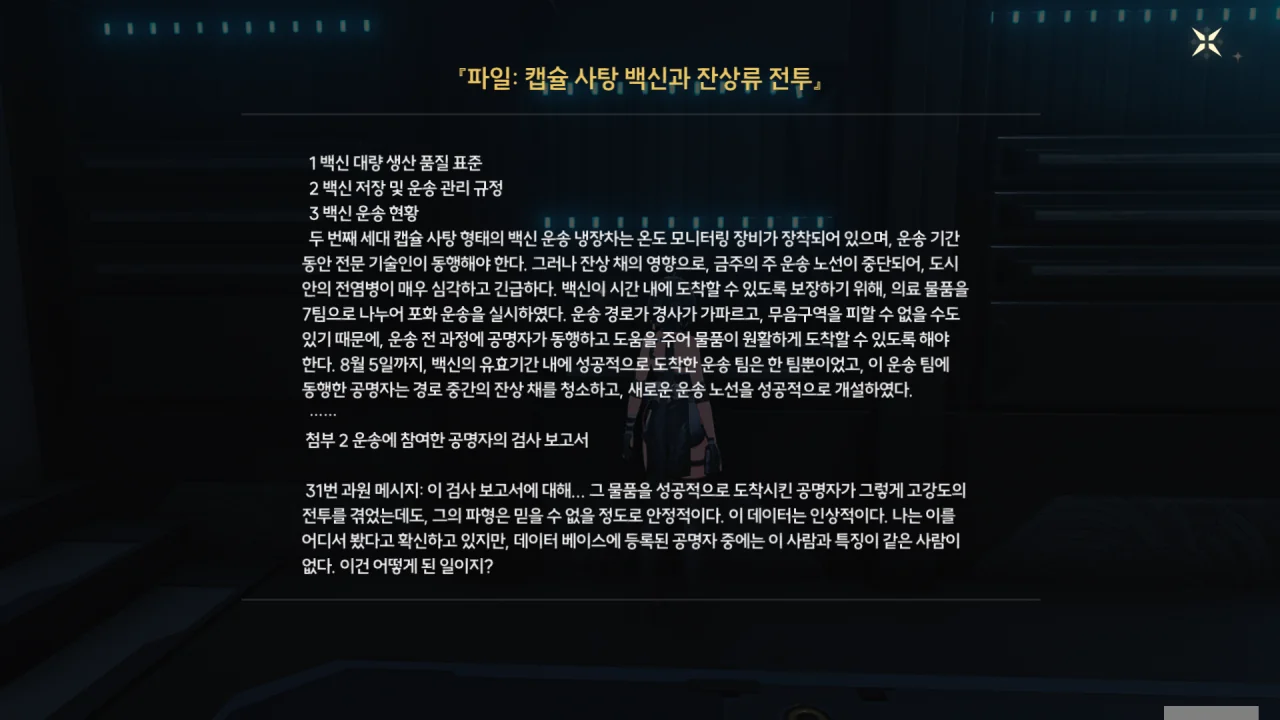 『파일: 캡슐 사탕 백신과 잔상류 전투』
1 백신 대량 생산 품질 표준
2 백신 저장 및 운송 관리 규정
3 백신 운송 현황
두 번째 세대 캡슐 사탕 형태의 백신 운송 냉장차는 온도 모니터링 장비가 장착되어 있으며, 운송 기간
동안 전문 기술인이 동행해야 한다. 그러나 잔상 채의 영향으로, 금주의 주 운송 노선이 중단되어, 도시
안의 전염병이 매우 심각하고 긴급하다. 백신이 시간 내에 도착할 수 있도록 보장하기 위해, 의료 물품을
7팀으로 나누어 포화 운송을 실시하였다. 운송 경로가 경사가 가파르고, 무음구역을 피할 수 없을 수도
있기 때문에, 운송 전 과정에 공명자가 동행하고 도움을 주어 물품이 원활하게 도착할 수 있도록 해야
한다. 8월 5일까지, 백신의 유효기간 내에 성공적으로 도착한 운송 팀은 한 팀뿐이었고, 이 운송 팀에
동행한 공명자는 경로 중간의 잔상 채를 청소하고, 새로운 운송 노선을 성공적으로 개설하였다.
……
첨부 2 운송에 참여한 공명자의 검사 보고서
31번 과원 메시지: 이 검사 보고서에 대해... 그 물품을 성공적으로 도착시킨 공명자가 그렇게 고강도의
전투를 겪었는데도, 그의 파형은 믿을 수 없을 정도로 안정적이다. 이 데이터는 인상적이다. 나는 이를
어디서 봤다고 확신하고 있지만, 데이터 베이스에 등록된 공명자 중에는 이 사람과 특징이 같은 사람이
없다. 이건 어떻게 된 일이지?